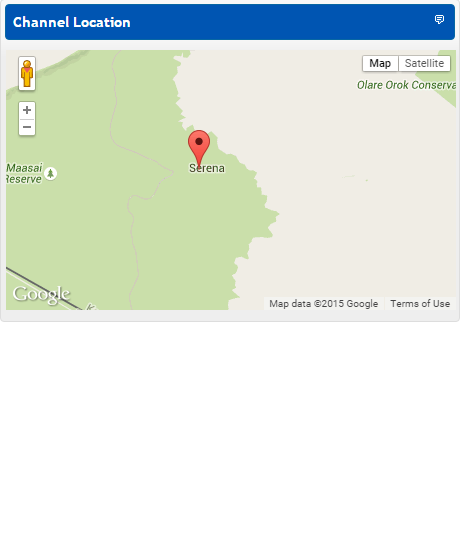 Channel Location
Map Satellite
Olare Orok Conserva
Maasai
Reserve
Serena
Google
Map data ©2015 Google Terms of Use